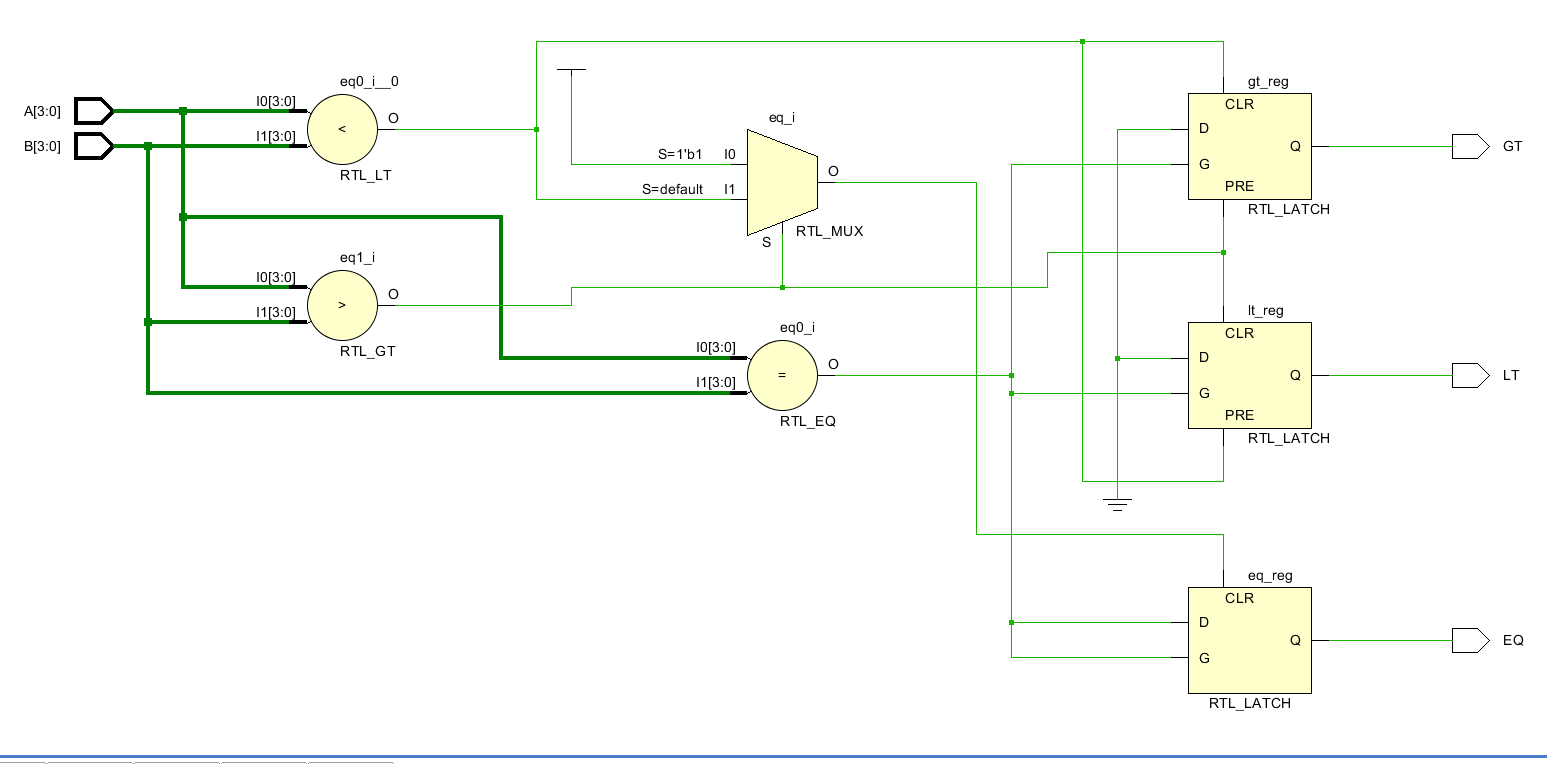 eq0_i__0
A[3:0]
I0[3:0]
<
O
B[3:0]
I1[3:0]
RTL_LT
eq1_i
I0[3:0]
>
O
I1[3:0]
RTL_GT
eq_i
S=1'b1
I0
S=default
I1
O
S
RTL_MUX
eq0_i
I0[3:0]
=
O
I1[3:0]
RTL_EQ
gt_reg
CLR
D
G
Q
PRE
RTL_LATCH
GT
lt_reg
CLR
D
G
Q
PRE
RTL_LATCH
LT
eq_reg
CLR
D
G
Q
RTL_LATCH
EQ